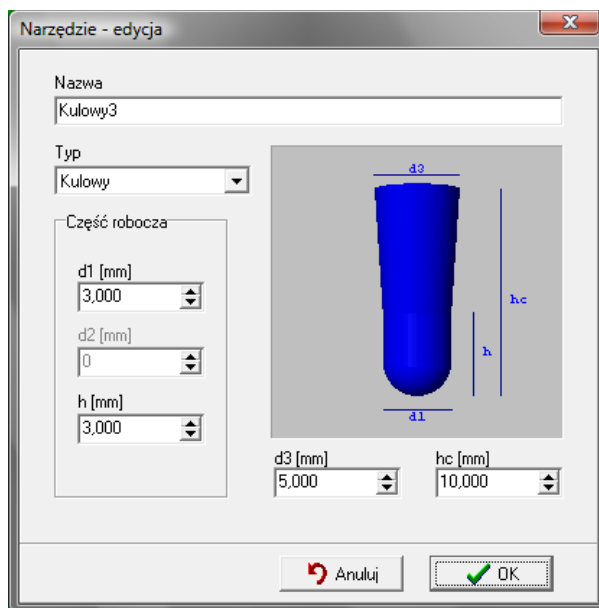 Narzędzie - edycja
Nazwa
Kulowy3
Typ
Kulowy
Część robocza
d1 [mm]
3,000
d2 [mm]
0
h [mm]
3,000
d3
hc
h
d1
d3 [mm]
5,000
hc [mm]
10,000
Anuluj
OK